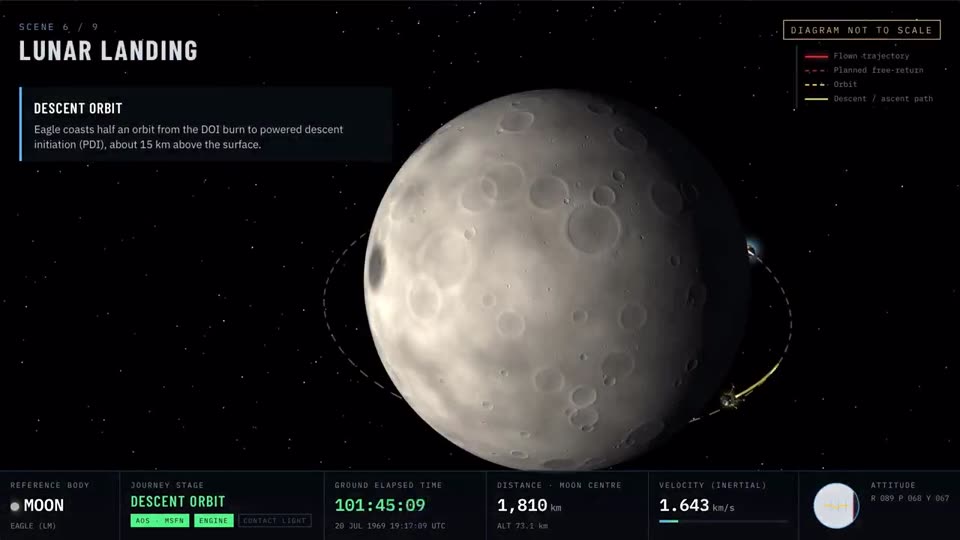 SCENE 6 / 9
LUNAR LANDING
DIAGRAM NOT TO SCALE
Flown trajectory
Planned free-return
Orbit
Descent / ascent path
DESCENT ORBIT
Eagle coasts half an orbit from the DOI burn to powered descent
initiation (PDI), about 15 km above the surface.
REFERENCE BODY
MOON
EAGLE (LM)
JOURNEY STAGE
DESCENT ORBIT
AOS · MSFN
ENGINE
CONTACT LIGHT
GROUND ELAPSED TIME
101:45:09
20 JUL 1969 19:17:09 UTC
DISTANCE · MOON CENTRE
1,810 km
ALT 73.1 km
VELOCITY (INERTIAL)
1.643 km/s
ATTITUDE
R 089 P 068 Y 067